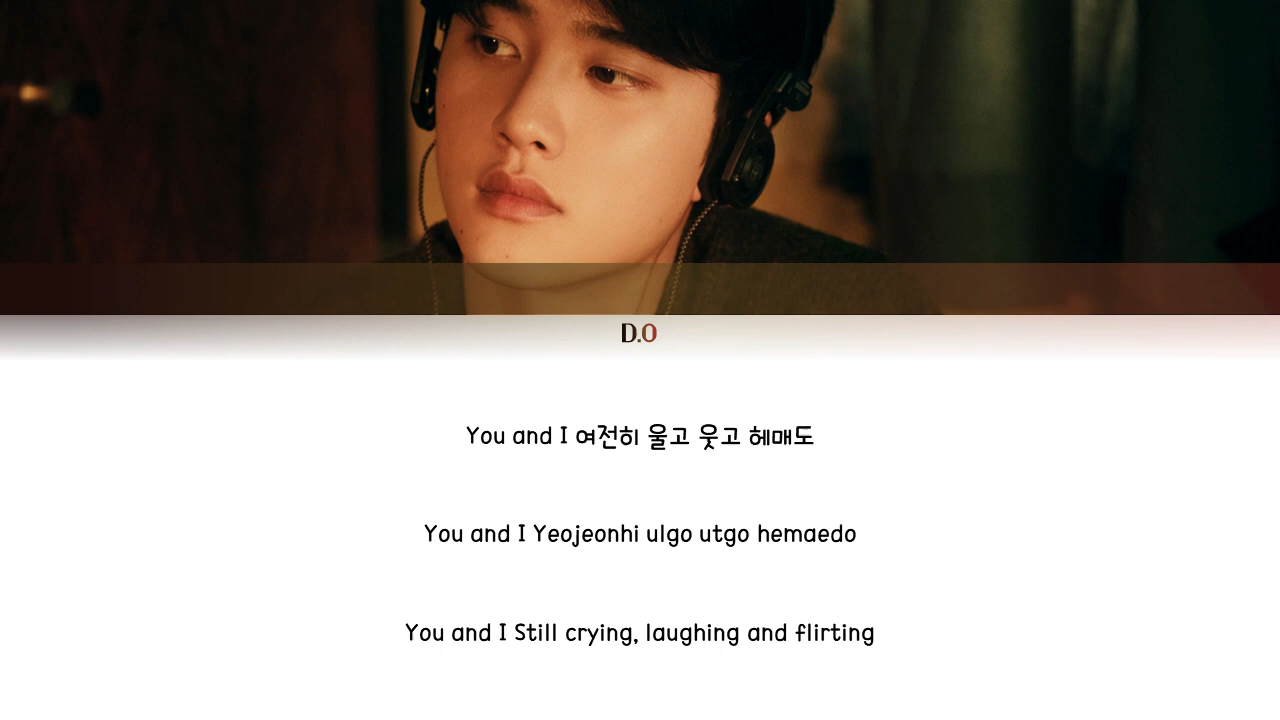 D.O
You and I 여전히 울고 웃고 헤매도
You and I Yeojeonhi ulgo utgo hemaedo
You and I Still crying, laughing and flirting